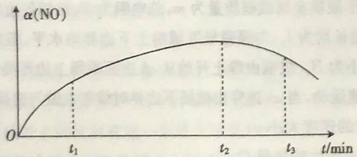 α(NO)
O
t₁
t₂
t₃
t/min